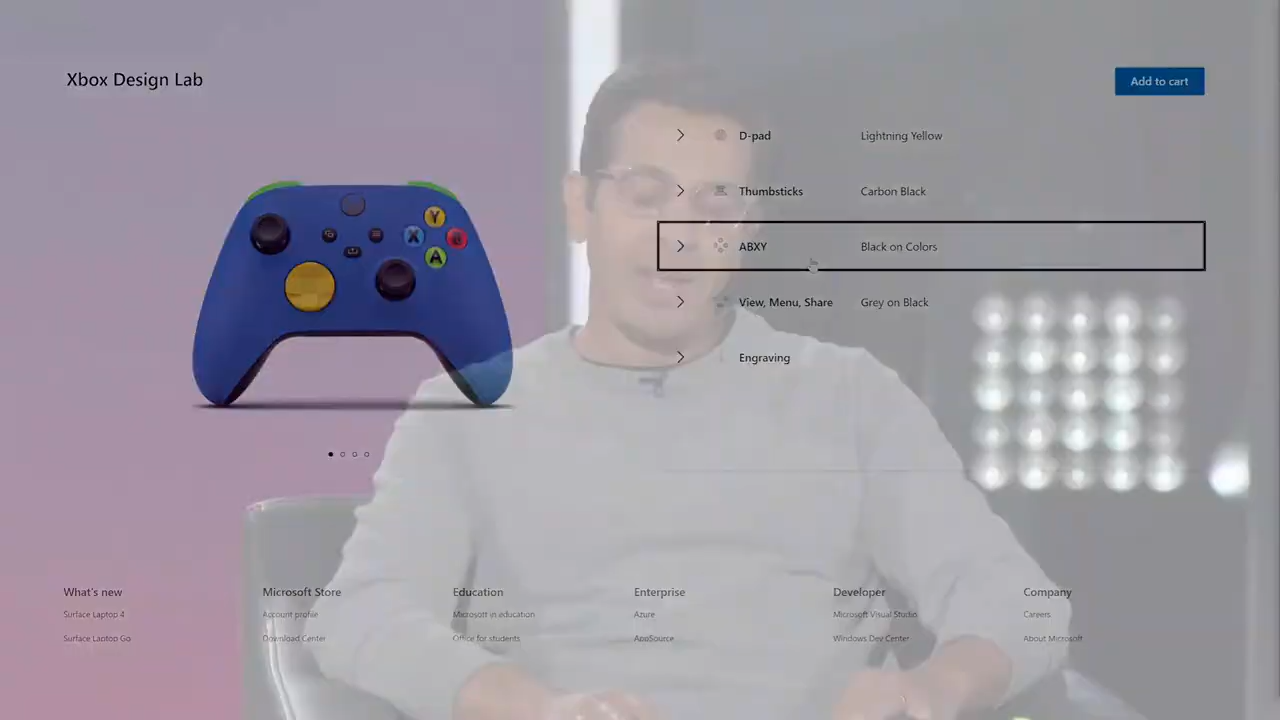 Xbox Design Lab
Add to cart
D-pad Lightning Yellow
Thumbsticks Carbon Black
ABXY Black on Colors
View, Menu, Share Grey on Black
Engraving
Y
X B
A
What's new Microsoft Store Education Enterprise Developer Company
Surface Laptop 4 Account profile Microsoft in education Azure Microsoft Visual Studio Careers
Surface Laptop Go Download Center Office for students AppSource Windows Dev Center About Microsoft